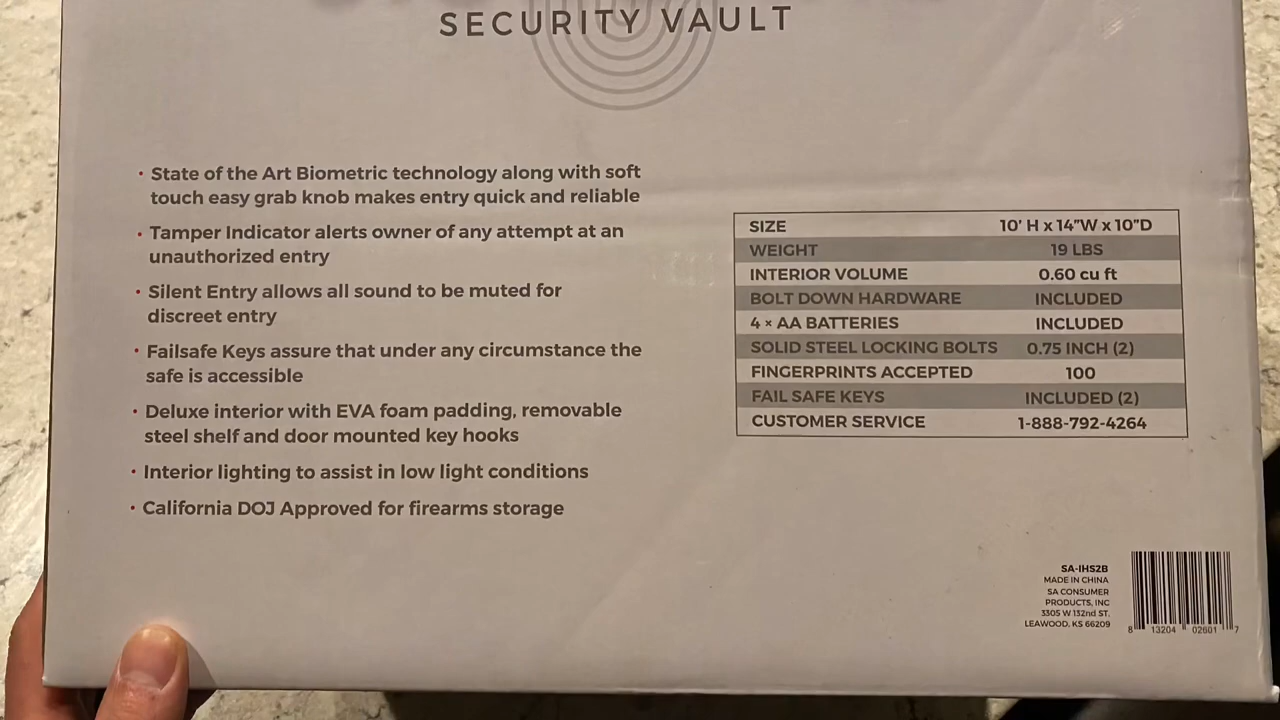 SECURITY VAULT
• State of the Art Biometric technology along with soft
touch easy grab knob makes entry quick and reliable
• Tamper Indicator alerts owner of any attempt at an
unauthorized entry
• Silent Entry allows all sound to be muted for
discreet entry
• Failsafe Keys assure that under any circumstance the
safe is accessible
• Deluxe interior with EVA foam padding, removable
steel shelf and door mounted key hooks
• Interior lighting to assist in low light conditions
• California DOJ Approved for firearms storage
SIZE 10' H x 14"W x 10"D
WEIGHT 19 LBS
INTERIOR VOLUME 0.60 cu ft
BOLT DOWN HARDWARE INCLUDED
4 × AA BATTERIES INCLUDED
SOLID STEEL LOCKING BOLTS 0.75 INCH (2)
FINGERPRINTS ACCEPTED 100
FAIL SAFE KEYS INCLUDED (2)
CUSTOMER SERVICE 1-888-792-4264
SA-IHS2B
MADE IN CHINA
SA CONSUMER
PRODUCTS, INC
3305 W 132nd ST.
LEAWOOD, KS 66209
8 13204 02601 7